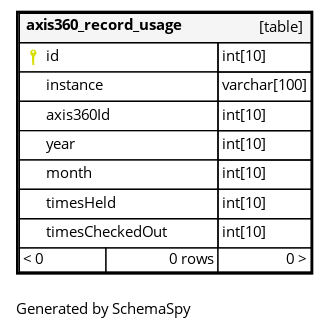 axis360_record_usage [table]
id int[10]
instance varchar[100]
axis360Id int[10]
year int[10]
month int[10]
timesHeld int[10]
timesCheckedOut int[10]
< 0 0 rows 0 >
Generated by SchemaSpy